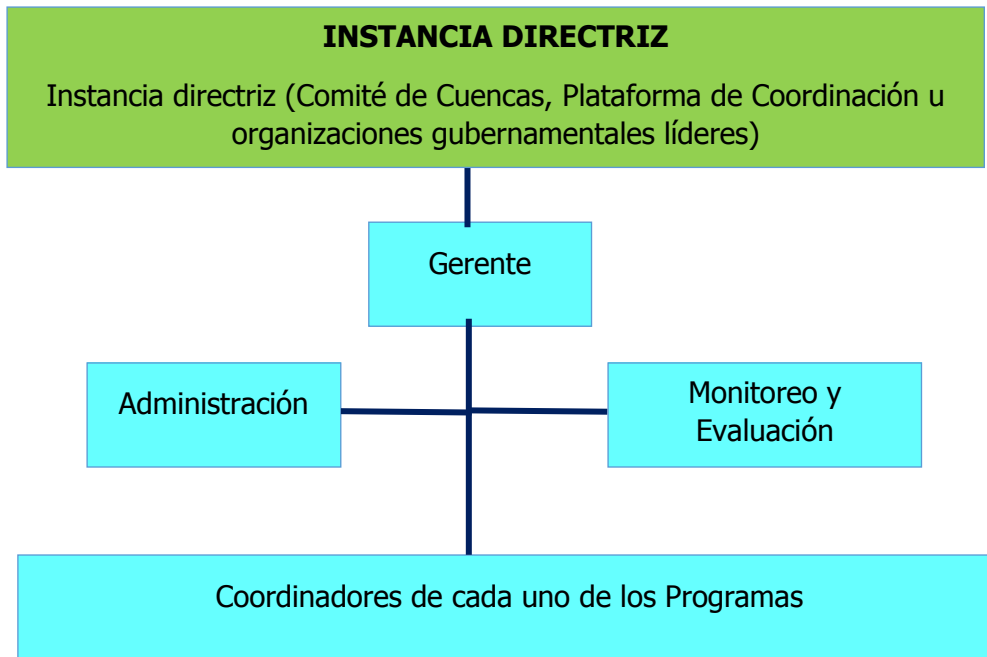 INSTANCIA DIRECTRIZ
Instancia directriz (Comité de Cuencas, Plataforma de Coordinación u
organizaciones gubernamentales líderes)
Gerente
Administración
Monitoreo y
Evaluación
Coordinadores de cada uno de los Programas